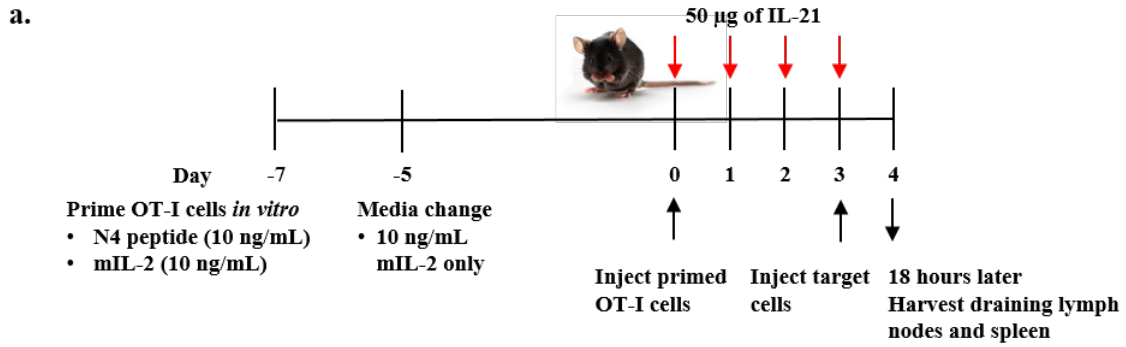 a.
50 µg of IL-21
Day -7 -5 0 1 2 3 4
Prime OT-I cells in vitro
• N4 peptide (10 ng/mL)
• mIL-2 (10 ng/mL)
Media change
• 10 ng/mL
mIL-2 only
Inject primed
OT-I cells
Inject target
cells
18 hours later
Harvest draining lymph
nodes and spleen